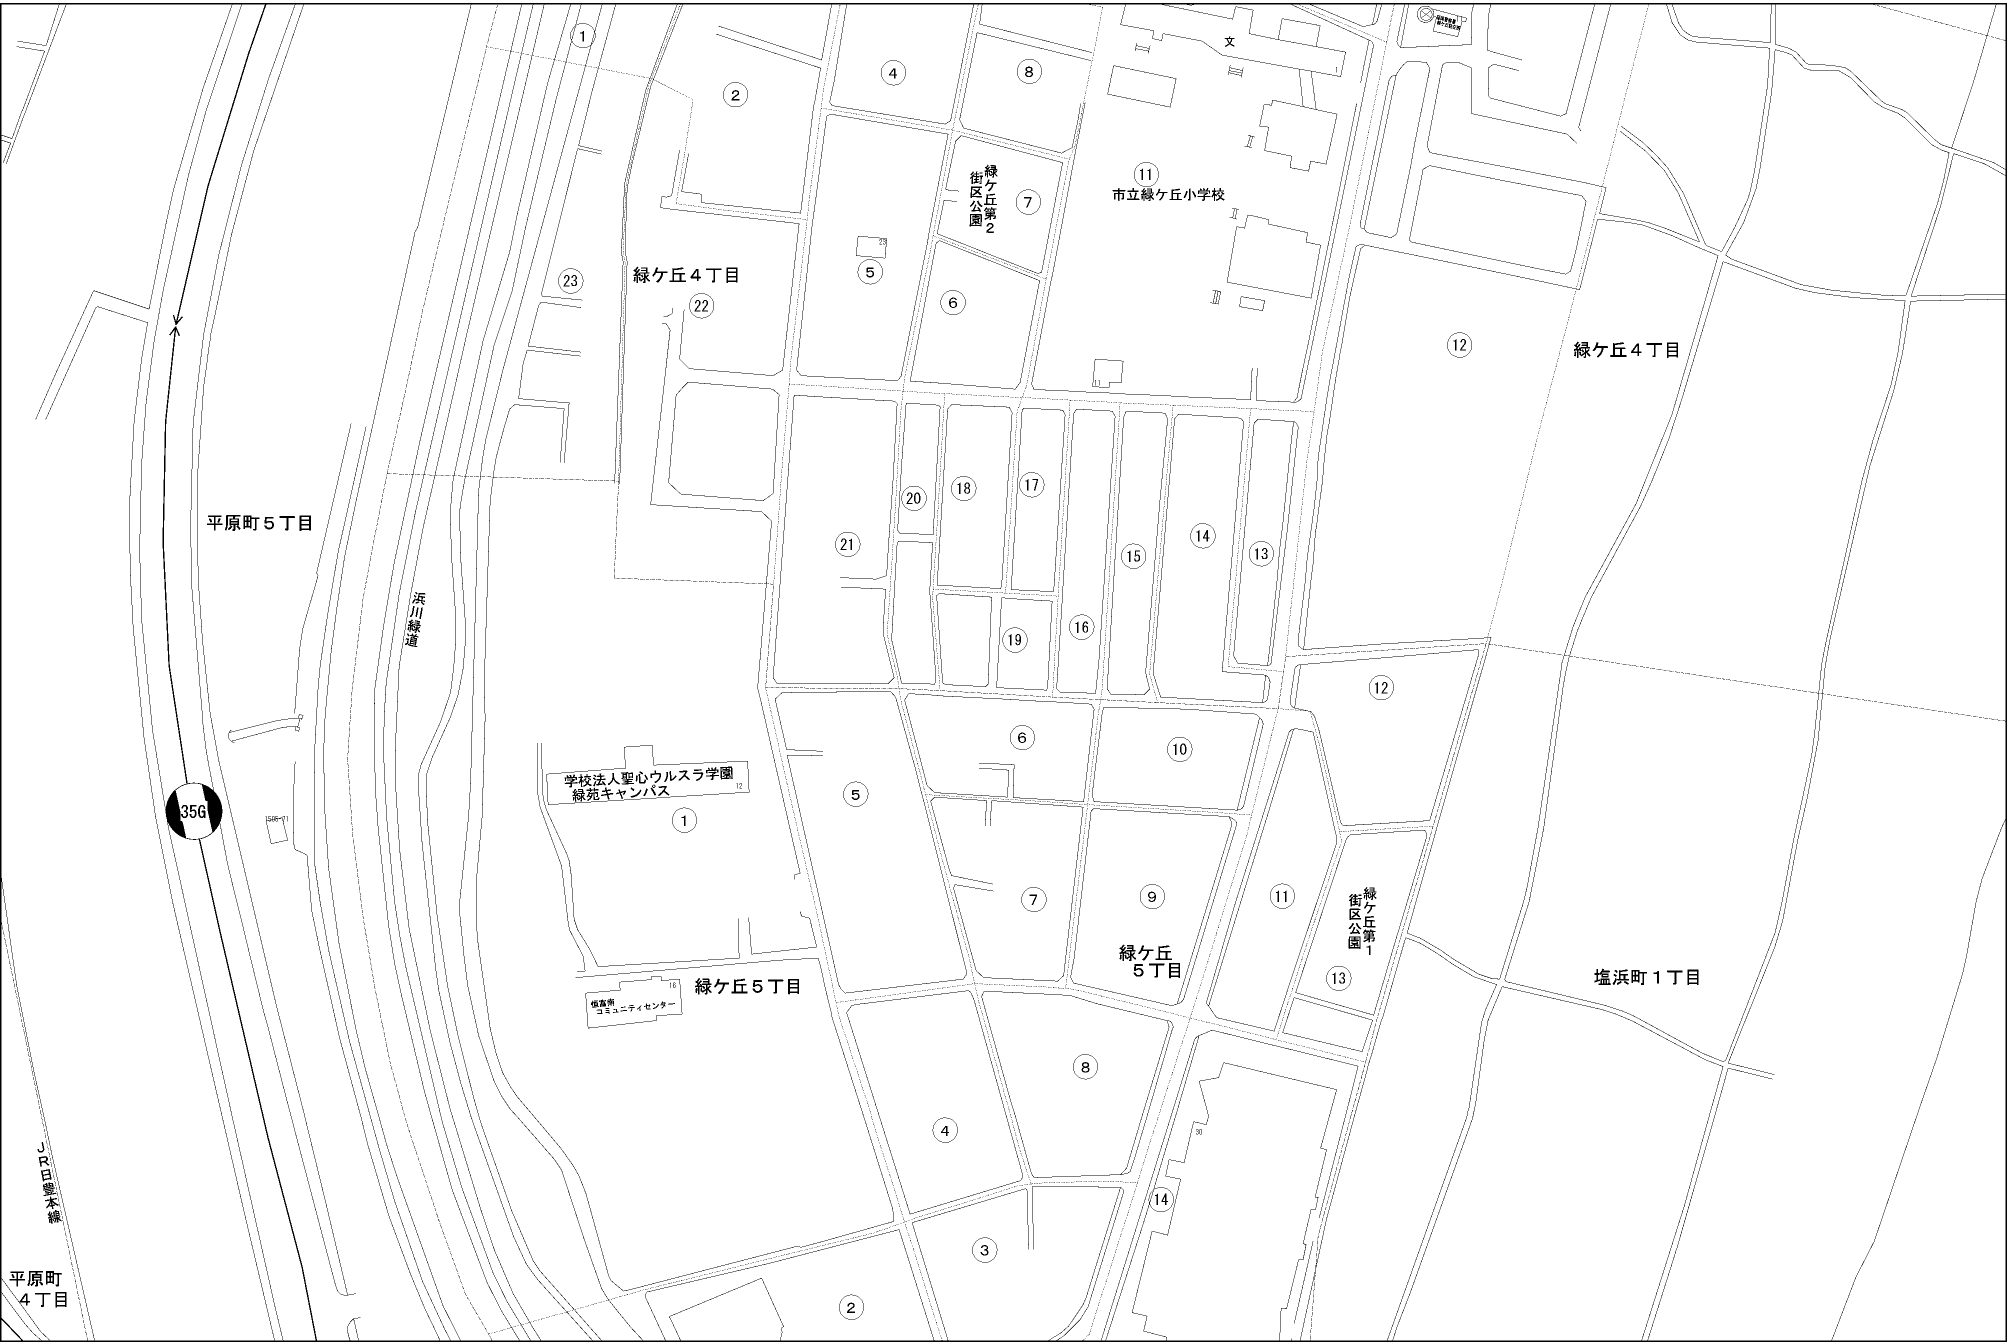 1
2
4
8
文
1
11
市立緑ケ丘小学校
緑ケ丘第2
街区公園
7
23
5
緑ケ丘4丁目
22
23
6
12
緑ケ丘4丁目
11
20
18
17
平原町5丁目
21
15
14
13
浜川緑道
19
16
12
6
10
学校法人聖心ウルスラ学園
緑苑キャンパス
12
1
5
35G
7
9
11
緑ケ丘第1
街区公園
13
緑ケ丘
5丁目
塩浜町1丁目
緑ケ丘5丁目
16
恒富南
コミュニティセンター
8
4
30
14
JR日豊本線
3
平原町
4丁目
2